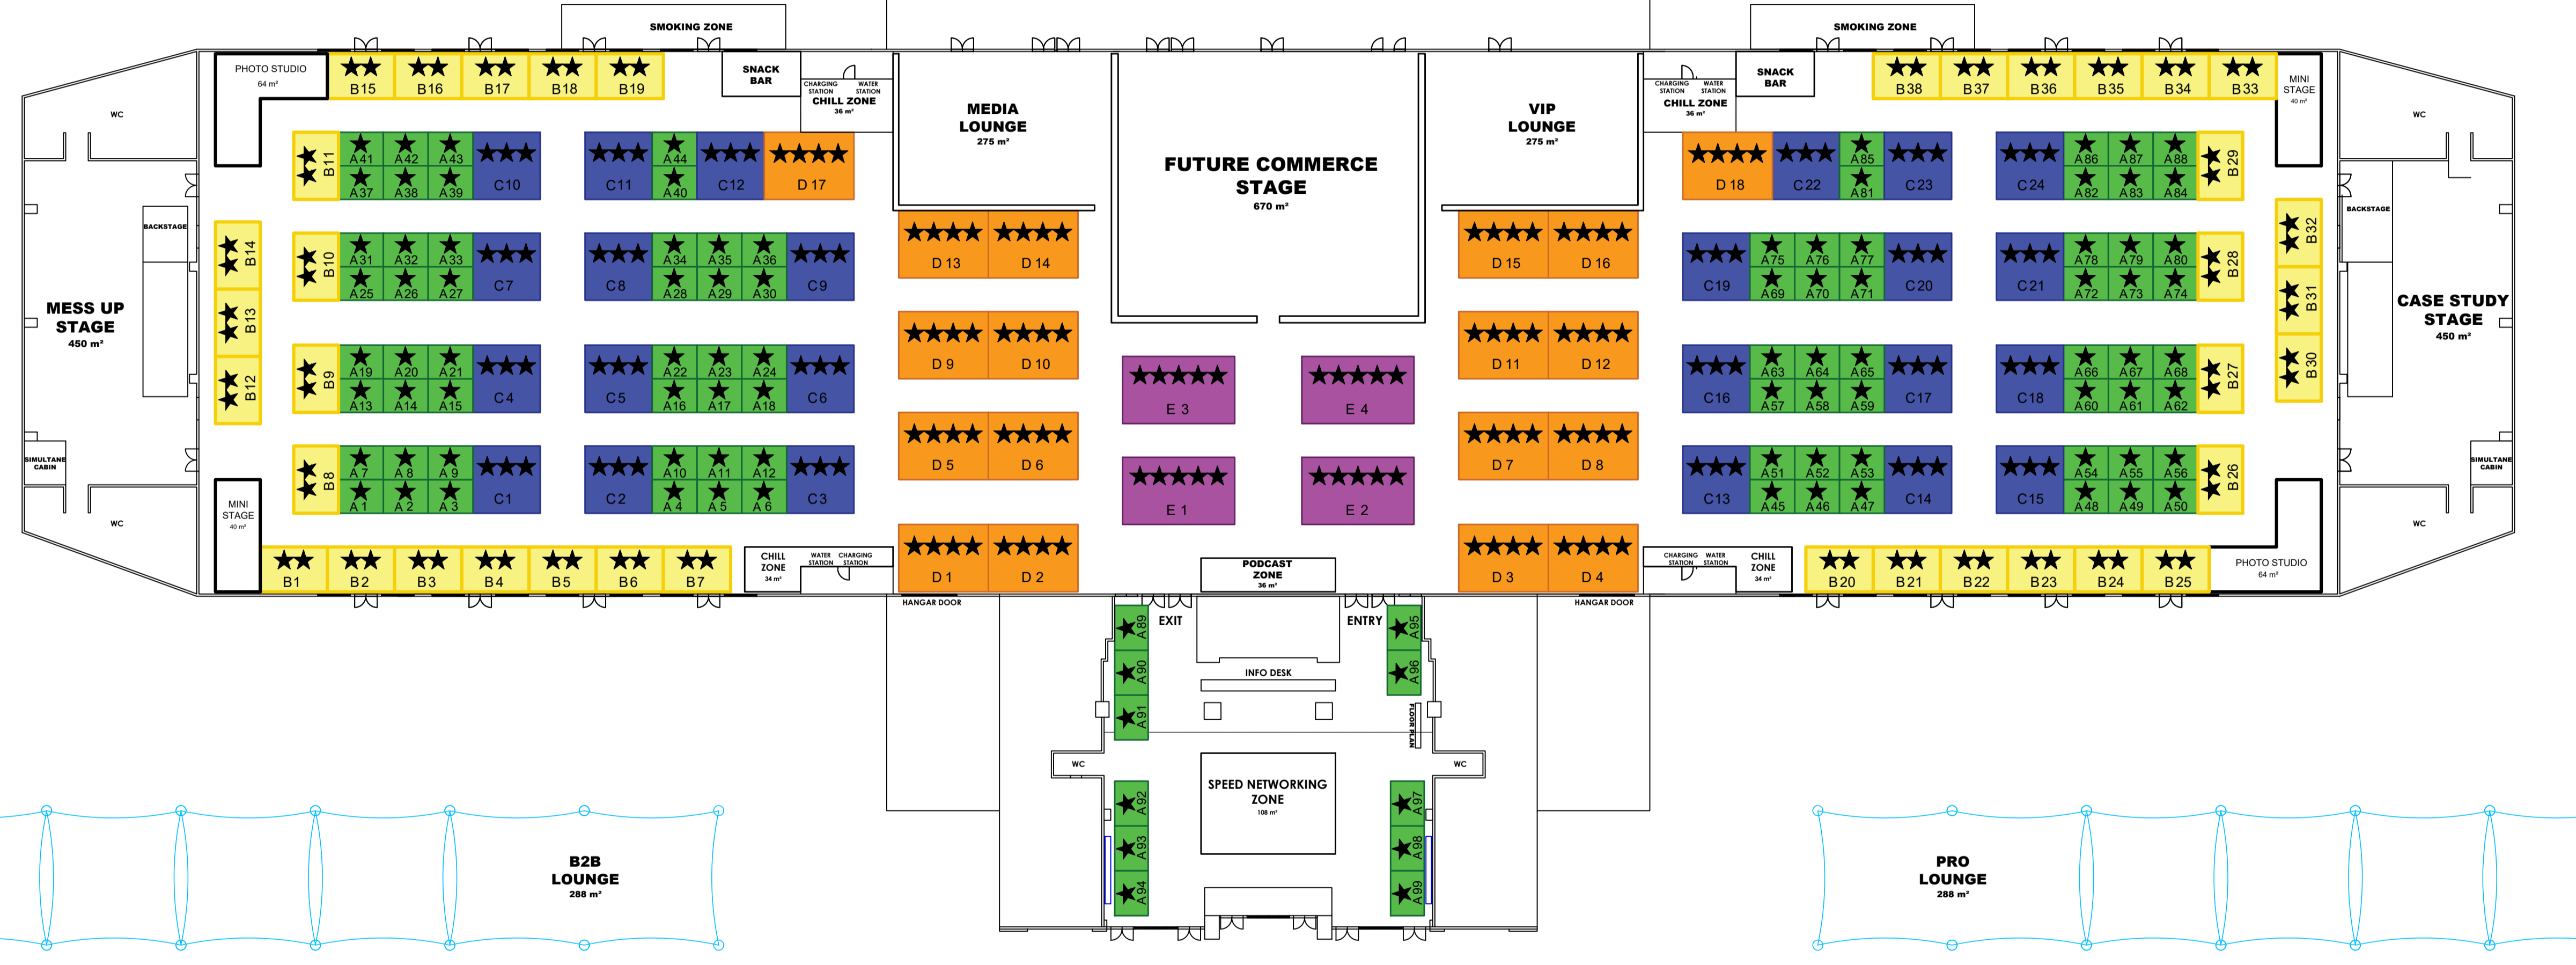 SMOKING ZONE
SMOKING ZONE
PHOTO STUDIO
64 m²
B15 B16 B17 B18 B19
SNACK
BAR
CHARGING
STATION
WATER
STATION
CHILL ZONE
36 m²
MEDIA
LOUNGE
275 m²
FUTURE COMMERCE
STAGE
670 m²
VIP
LOUNGE
275 m²
CHARGING
STATION
WATER
STATION
CHILL ZONE
36 m²
SNACK
BAR
B38 B37 B36 B35 B34 B33
MINI
STAGE
40 m²
WC
WC
B11 A41 A42 A43 C10
A37 A38 A39
C11 A44 C12 D 17
A40
D 18 C22 A85 C23
A81
C24 A86 A87 A88 B29
A82 A83 A84
BACKSTAGE
BACKSTAGE
B14 B13 B12
B10 A31 A32 A33 C7
A25 A26 A27
C8 A34 A35 A36 C9
A28 A29 A30
D 13 D 14
D 15 D 16
C19 A75 A76 A77 C20
A69 A70 A71
C21 A78 A79 A80 B28
A72 A73 A74
B32 B31 B30
MESS UP
STAGE
450 m²
CASE STUDY
STAGE
450 m²
B9 A19 A20 A21 C4
A13 A14 A15
C5 A22 A23 A24 C6
A16 A17 A18
D 9 D 10
E 3 E 4
D 11 D 12
C16 A63 A64 A65 C17
A57 A58 A59
C18 A66 A67 A68 B27
A60 A61 A62
SIMULTANE
CABIN
SIMULTANE
CABIN
B8 A7 A8 A9 C1
A1 A2 A3
C2 A10 A11 A12 C3
A4 A5 A6
D 5 D 6
E 1 E 2
D 7 D 8
C13 A51 A52 A53 C14
A45 A46 A47
C15 A54 A55 A56 B26
A48 A49 A50
WC
WC
MINI
STAGE
40 m²
B1 B2 B3 B4 B5 B6 B7
CHILL
ZONE
34 m²
WATER
STATION
CHARGING
STATION
D 1 D 2
PODCAST
ZONE
36 m²
D 3 D 4
CHARGING
STATION
WATER
STATION
CHILL
ZONE
34 m²
B20 B21 B22 B23 B24 B25
PHOTO STUDIO
64 m²
HANGAR DOOR
HANGAR DOOR
EXIT
ENTRY
A89
A90
A91
A95
A96
INFO DESK
FLOOR PLAN
WC
WC
SPEED NETWORKING
ZONE
108 m²
A92
A93
A94
A97
A98
A99
B2B
LOUNGE
288 m²
PRO
LOUNGE
288 m²